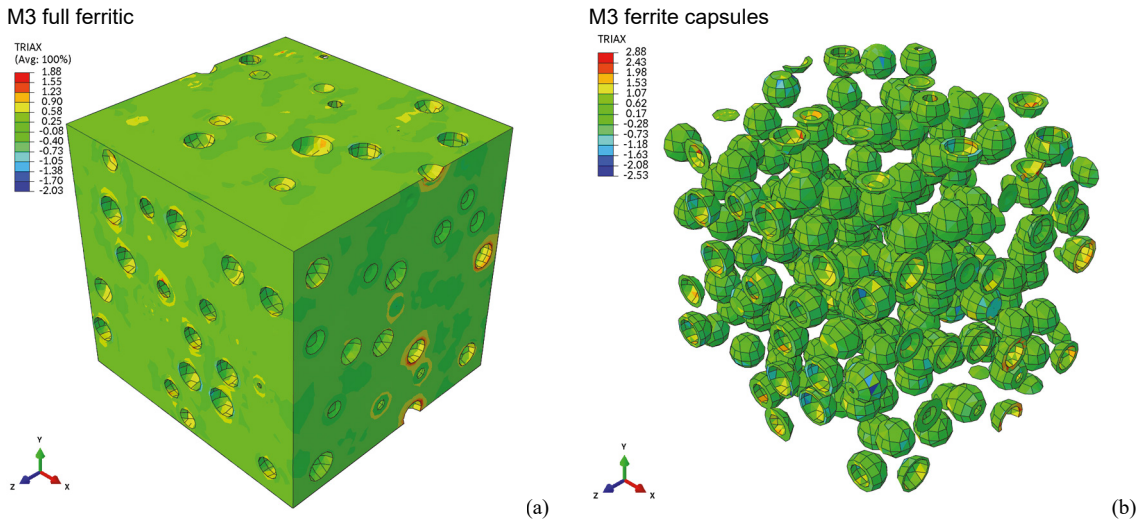 M3 full ferritic
TRIAX
(Avg: 100%)
1.88
1.55
1.23
0.90
0.58
0.25
-0.08
-0.40
-0.73
-1.05
-1.38
-1.70
-2.03
Y
Z
X
(a)
M3 ferrite capsules
TRIAX
2.88
2.43
1.98
1.53
1.07
0.62
0.17
-0.28
-0.73
-1.18
-1.63
-2.08
-2.53
Y
Z
X
(b)